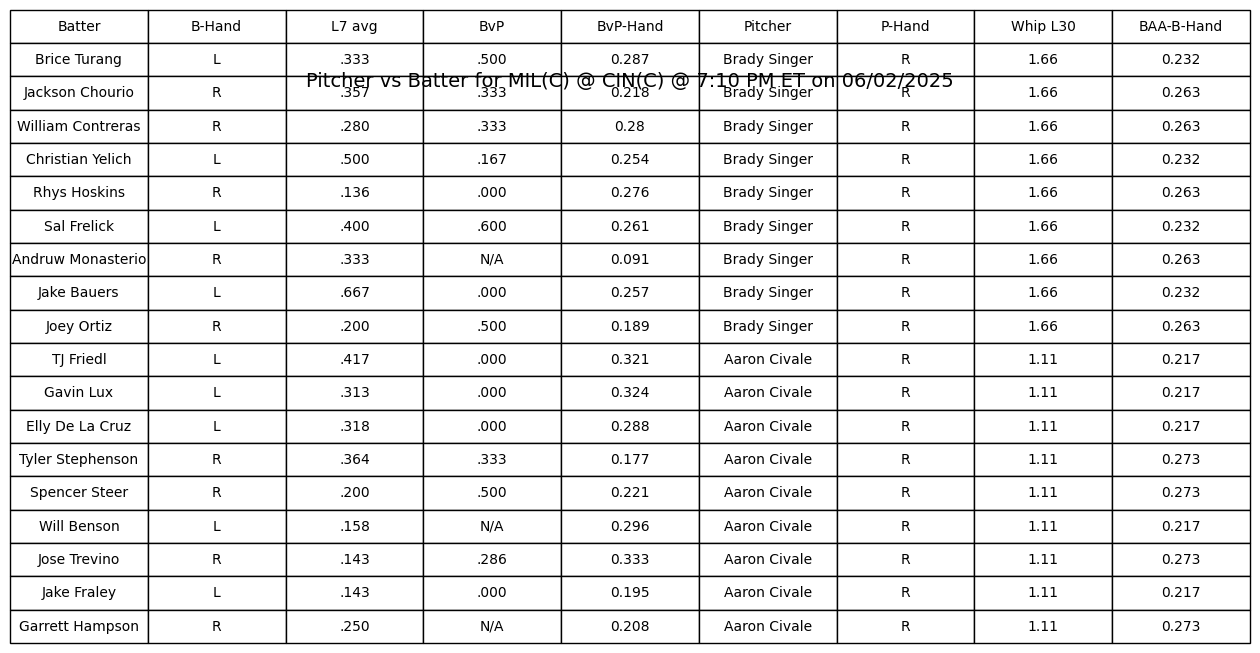 Batter B-Hand L7 avg BvP BvP-Hand Pitcher P-Hand Whip L30 BAA-B-Hand
Brice Turang L .333 .500 0.287 Brady Singer R 1.66 0.232
Pitcher vs Batter for MIL(C) @ CIN(C) @ 7:10 PM ET on 06/02/2025
Jackson Chourio R .357 .333 0.218 Brady Singer R 1.66 0.263
William Contreras R .280 .333 0.28 Brady Singer R 1.66 0.263
Christian Yelich L .500 .167 0.254 Brady Singer R 1.66 0.232
Rhys Hoskins R .136 .000 0.276 Brady Singer R 1.66 0.263
Sal Frelick L .400 .600 0.261 Brady Singer R 1.66 0.232
Andruw Monasterio R .333 N/A 0.091 Brady Singer R 1.66 0.263
Jake Bauers L .667 .000 0.257 Brady Singer R 1.66 0.232
Joey Ortiz R .200 .500 0.189 Brady Singer R 1.66 0.263
TJ Friedl L .417 .000 0.321 Aaron Civale R 1.11 0.217
Gavin Lux L .313 .000 0.324 Aaron Civale R 1.11 0.217
Elly De La Cruz L .318 .000 0.288 Aaron Civale R 1.11 0.217
Tyler Stephenson R .364 .333 0.177 Aaron Civale R 1.11 0.273
Spencer Steer R .200 .500 0.221 Aaron Civale R 1.11 0.273
Will Benson L .158 N/A 0.296 Aaron Civale R 1.11 0.217
Jose Trevino R .143 .286 0.333 Aaron Civale R 1.11 0.273
Jake Fraley L .143 .000 0.195 Aaron Civale R 1.11 0.217
Garrett Hampson R .250 N/A 0.208 Aaron Civale R 1.11 0.273